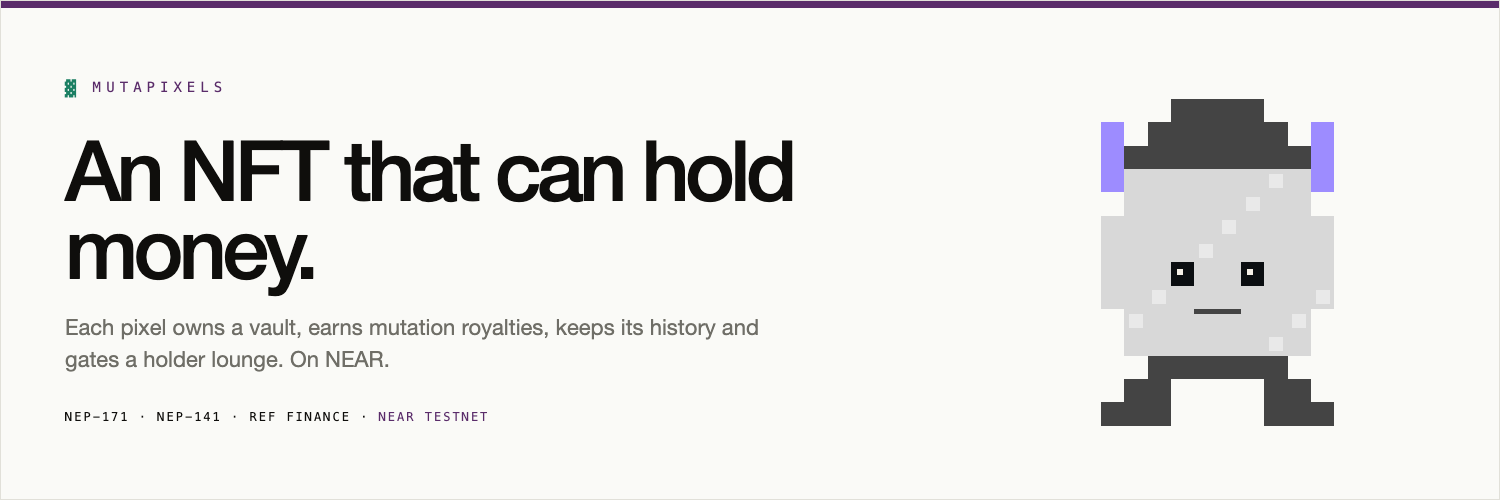 ▓ MUTAPIXELS
An NFT that can hold
money.
Each pixel owns a vault, earns mutation royalties, keeps its history and
gates a holder lounge. On NEAR.
NEP-171 · NEP-141 · REF FINANCE · NEAR TESTNET